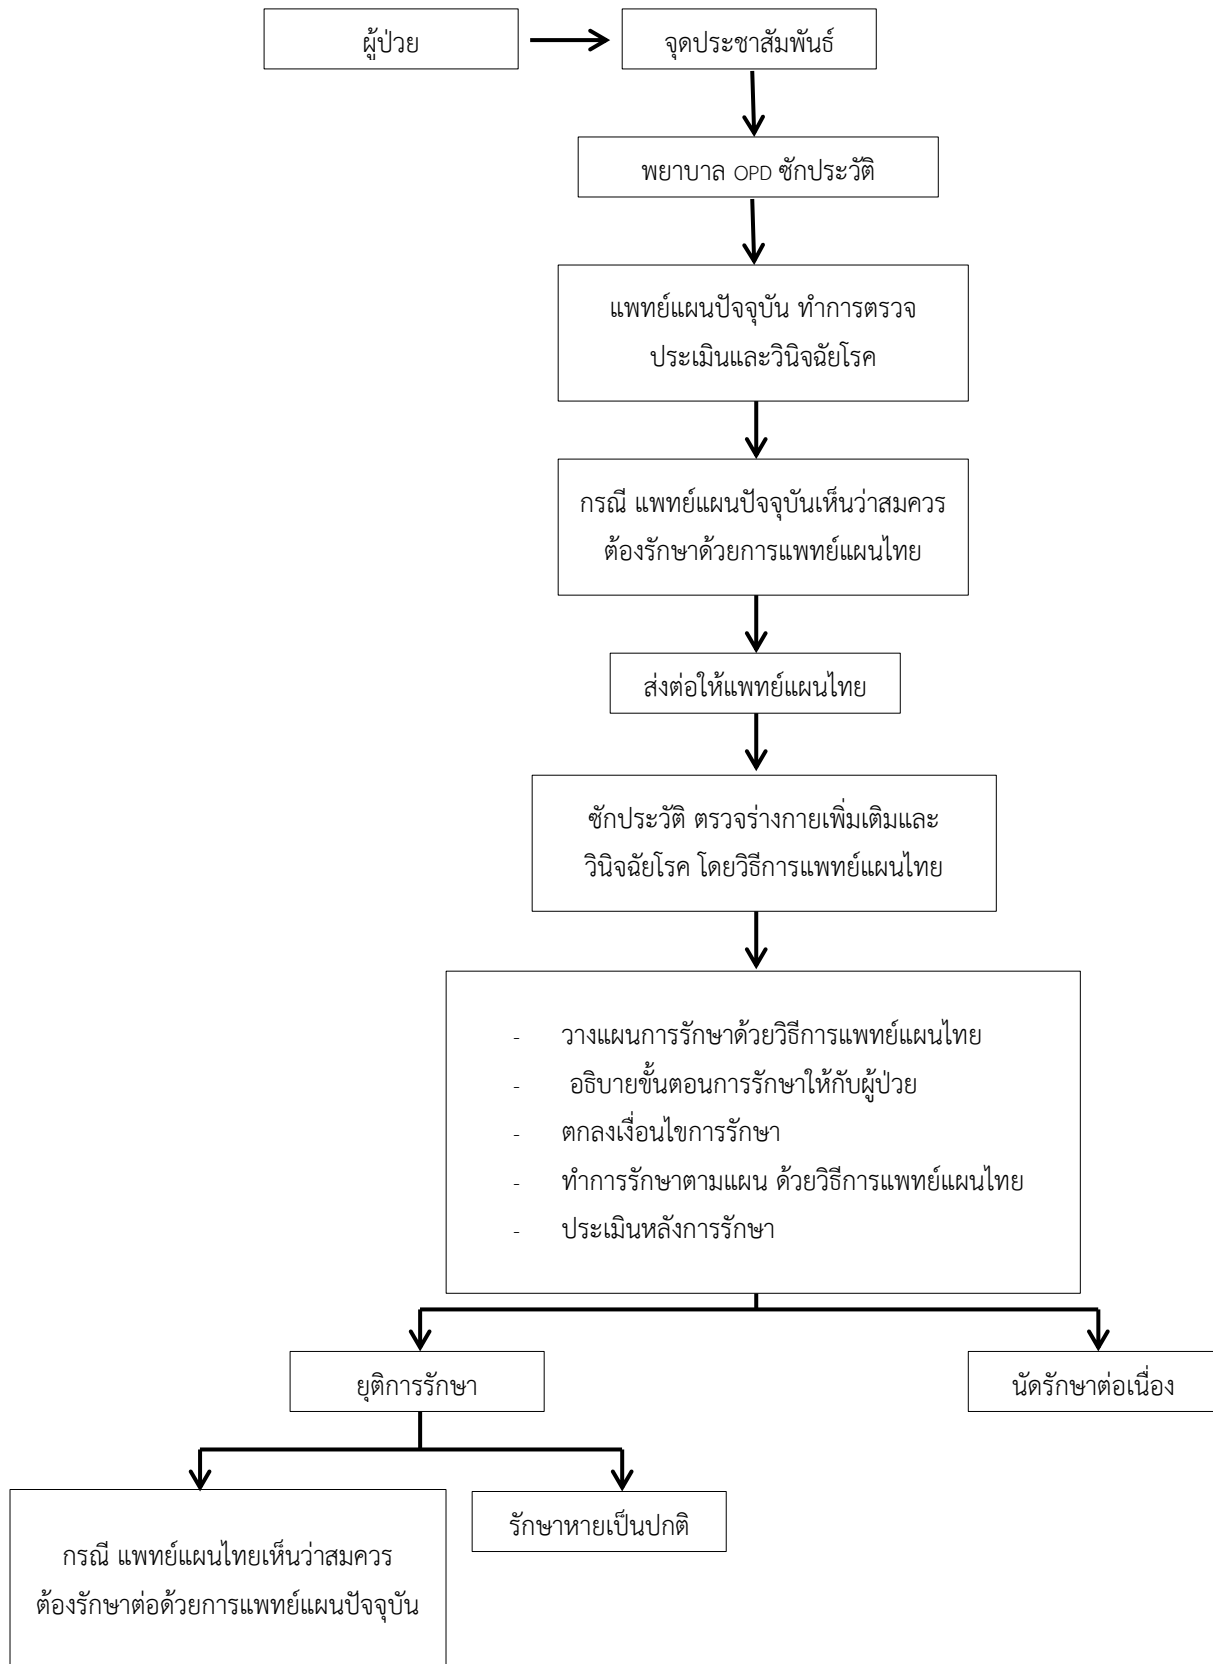 ผู้ป่วย
จุดประชาสัมพันธ์
พยาบาล OPD ซักประวัติ
แพทย์แผนปัจจุบัน ทำการตรวจ
ประเมินและวินิจฉัยโรค
กรณี แพทย์แผนปัจจุบันเห็นว่าสมควร
ต้องรักษาด้วยการแพทย์แผนไทย
ส่งต่อให้แพทย์แผนไทย
ซักประวัติ ตรวจร่างกายเพิ่มเติมและ
วินิจฉัยโรค โดยวิธีการแพทย์แผนไทย
- วางแผนการรักษาด้วยวิธีการแพทย์แผนไทย
- อธิบายขั้นตอนการรักษาให้กับผู้ป่วย
- ตกลงเงื่อนไขการรักษา
- ทำการรักษาตามแผน ด้วยวิธีการแพทย์แผนไทย
- ประเมินหลังการรักษา
ยุติการรักษา
นัดรักษาต่อเนื่อง
รักษาหายเป็นปกติ
กรณี แพทย์แผนไทยเห็นว่าสมควร
ต้องรักษาต่อด้วยการแพทย์แผนปัจจุบัน